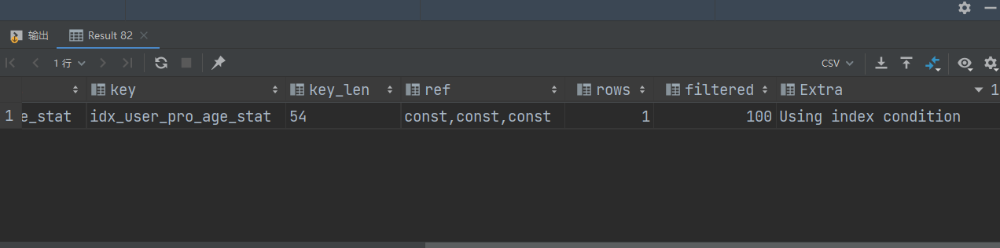 输出 Result 82
1 行 CSV
key key_len ref rows filtered Extra 1
1 e_stat idx_user_pro_age_stat 54 const,const,const 1 100 Using index condition